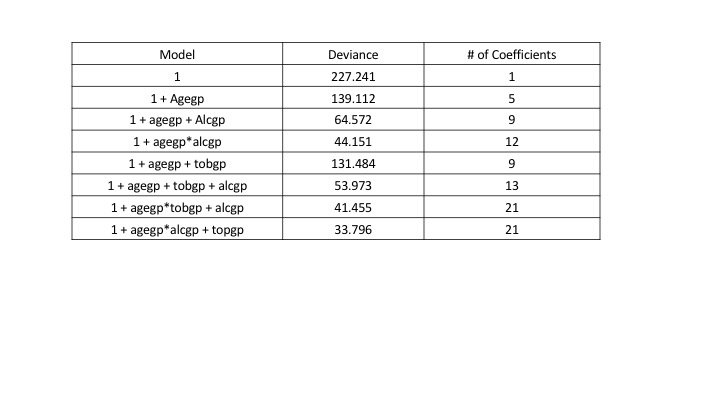 Model Deviance # of Coefficients
1 227.241 1
1 + Agegp 139.112 5
1 + agegp + Alcgp 64.572 9
1 + agegp*alcgp 44.151 12
1 + agegp + tobgp 131.484 9
1 + agegp + tobgp + alcgp 53.973 13
1 + agegp*tobgp + alcgp 41.455 21
1 + agegp*alcgp + topgp 33.796 21